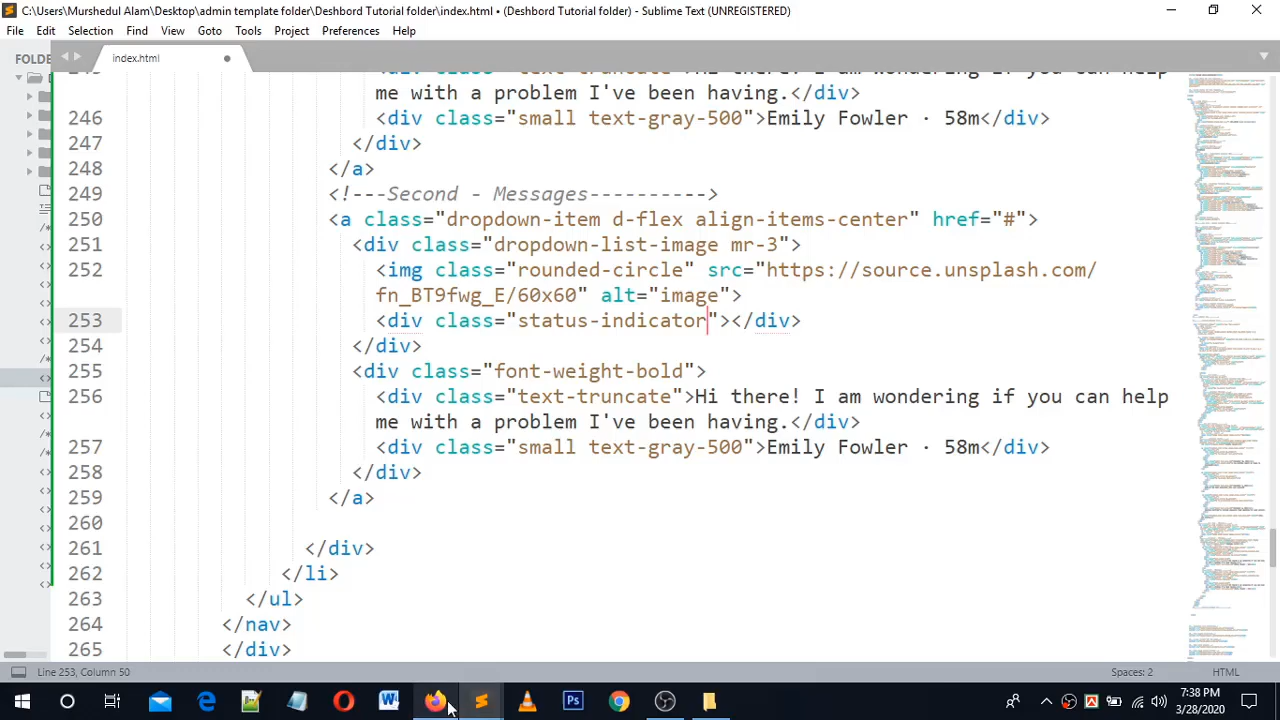 C:\Users\Murshedul Alam\Desktop\admin template folder\Deshbord Tutorial folder\index.html • (Deshbord Tutorial folder) - Sublime Text (UNREGISTERED)
File Edit Selection Find View Goto Tools Project Preferences Help
FOLDE index.html
me with a problem I've been having.</div>
246 <div class="small text-gray-500">Emily Fowler · 58m</div>
247 </div>
248 </a>
249 <!---Second - Messages---------->
250 <a class="dropdown-item d-flex align-items-center" href="#">
251 <div class="dropdown-list-image mr-3">
252 <img class="rounded-circle" src="https://source.unsplash.com/
fn_BT9fwg_E/60x60" alt="image">
253 <div class="status-indicator"></div>
254 </div>
255 <div class="font-weight-bold">
256 <div class="text-truncate">Hi there! I am wondering if you can help
me with a problem I've been having.</div>
257 <div class="small text-gray-500">Emily Fowler · 58m</div>
258 </div>
259 </a>
260
261 </div>
262 </li>
263 </ul>
264 </nav>
265 </div>
Line 253, Column 50 Spaces: 2 HTML
7:38 PM
3/28/2020